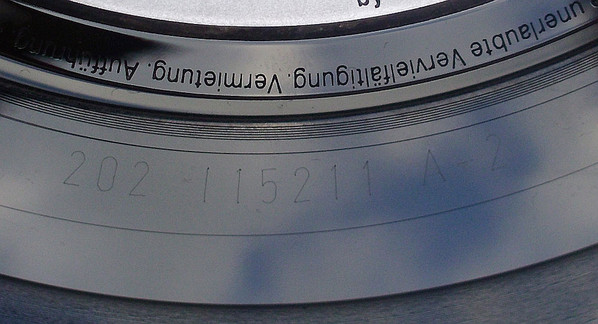 unerlaubte Vervielfältigung. Vermietung. Aufführung.
202 115211 A-2